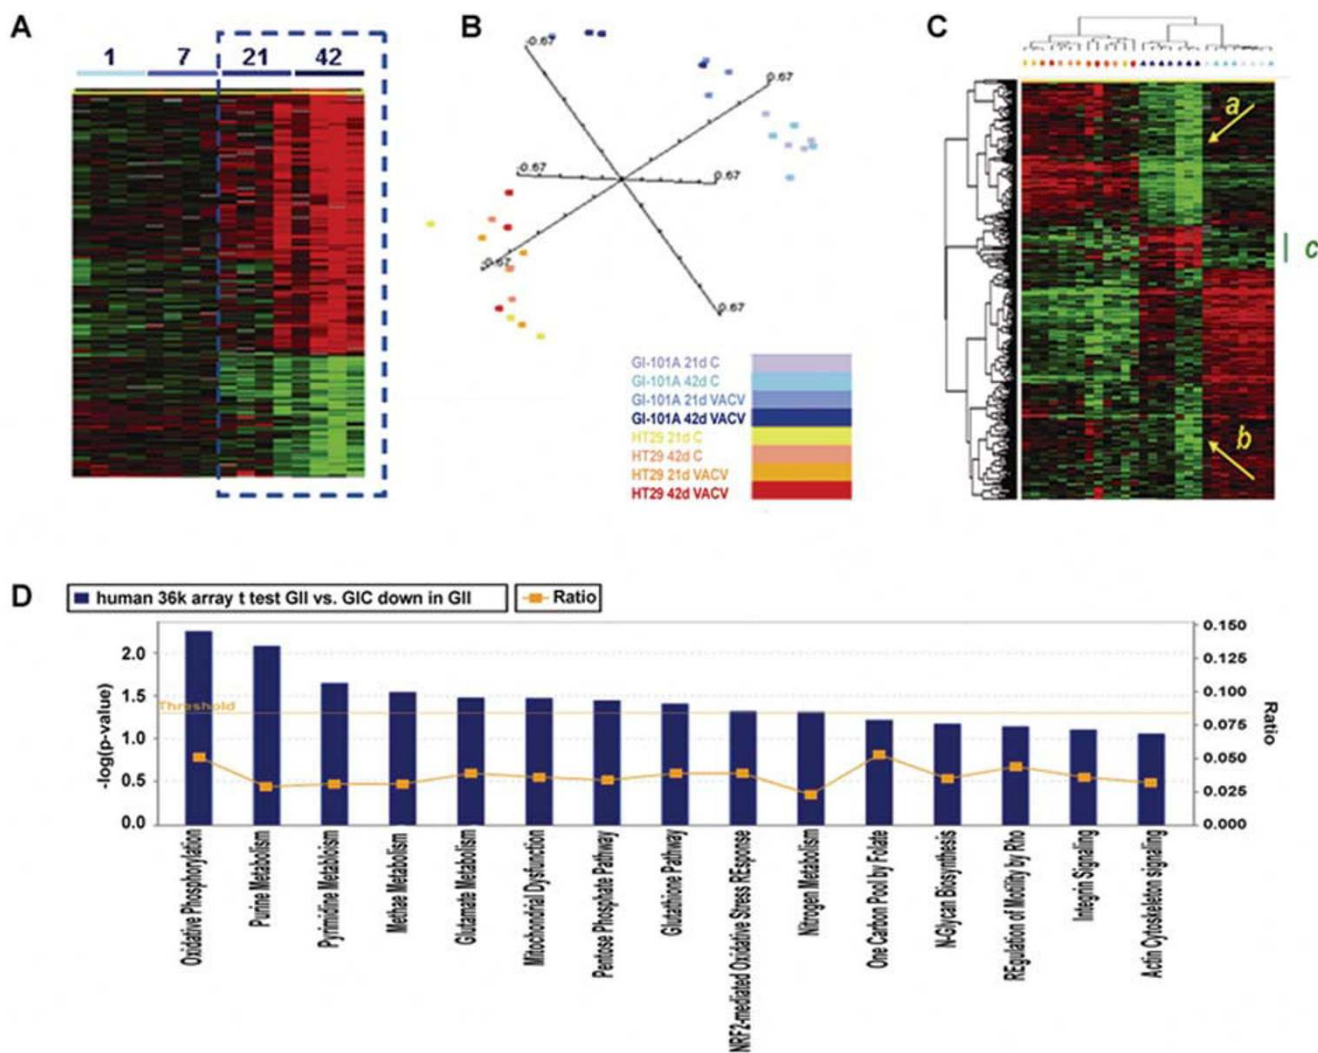 A
1 7 21 42
B
-0.67
0.67
-0.67
0.67
-0.67
0.67
GI-101A 21d C
GI-101A 42d C
GI-101A 21d VACV
GI-101A 42d VACV
HT29 21d C
HT29 42d C
HT29 21d VACV
HT29 42d VACV
C
a
c
b
D
human 36k array t test GII vs. GIC down in GII
Ratio
-log(p-value)
2.0
1.5
1.0
0.5
0.0
Threshold
0.150
0.125
0.100
0.075
0.050
0.025
0.000
Ratio
Oxidative Phosphorylation
Purine Metabolism
Pyrimidine Metabloism
Methae Metabolism
Glutamate Metabolism
Mitochondrial Dysfunction
Pentose Phosphate Pathway
Glutathione Pathway
NRF2-mediated Oxidative Stress REsponse
Nitrogen Metabolism
One Carbon Pool by Folate
N-Glycan Biosynthesis
REgulation of Motility by Rho
Integrin Signaling
Actin Cytoskeleton signaling